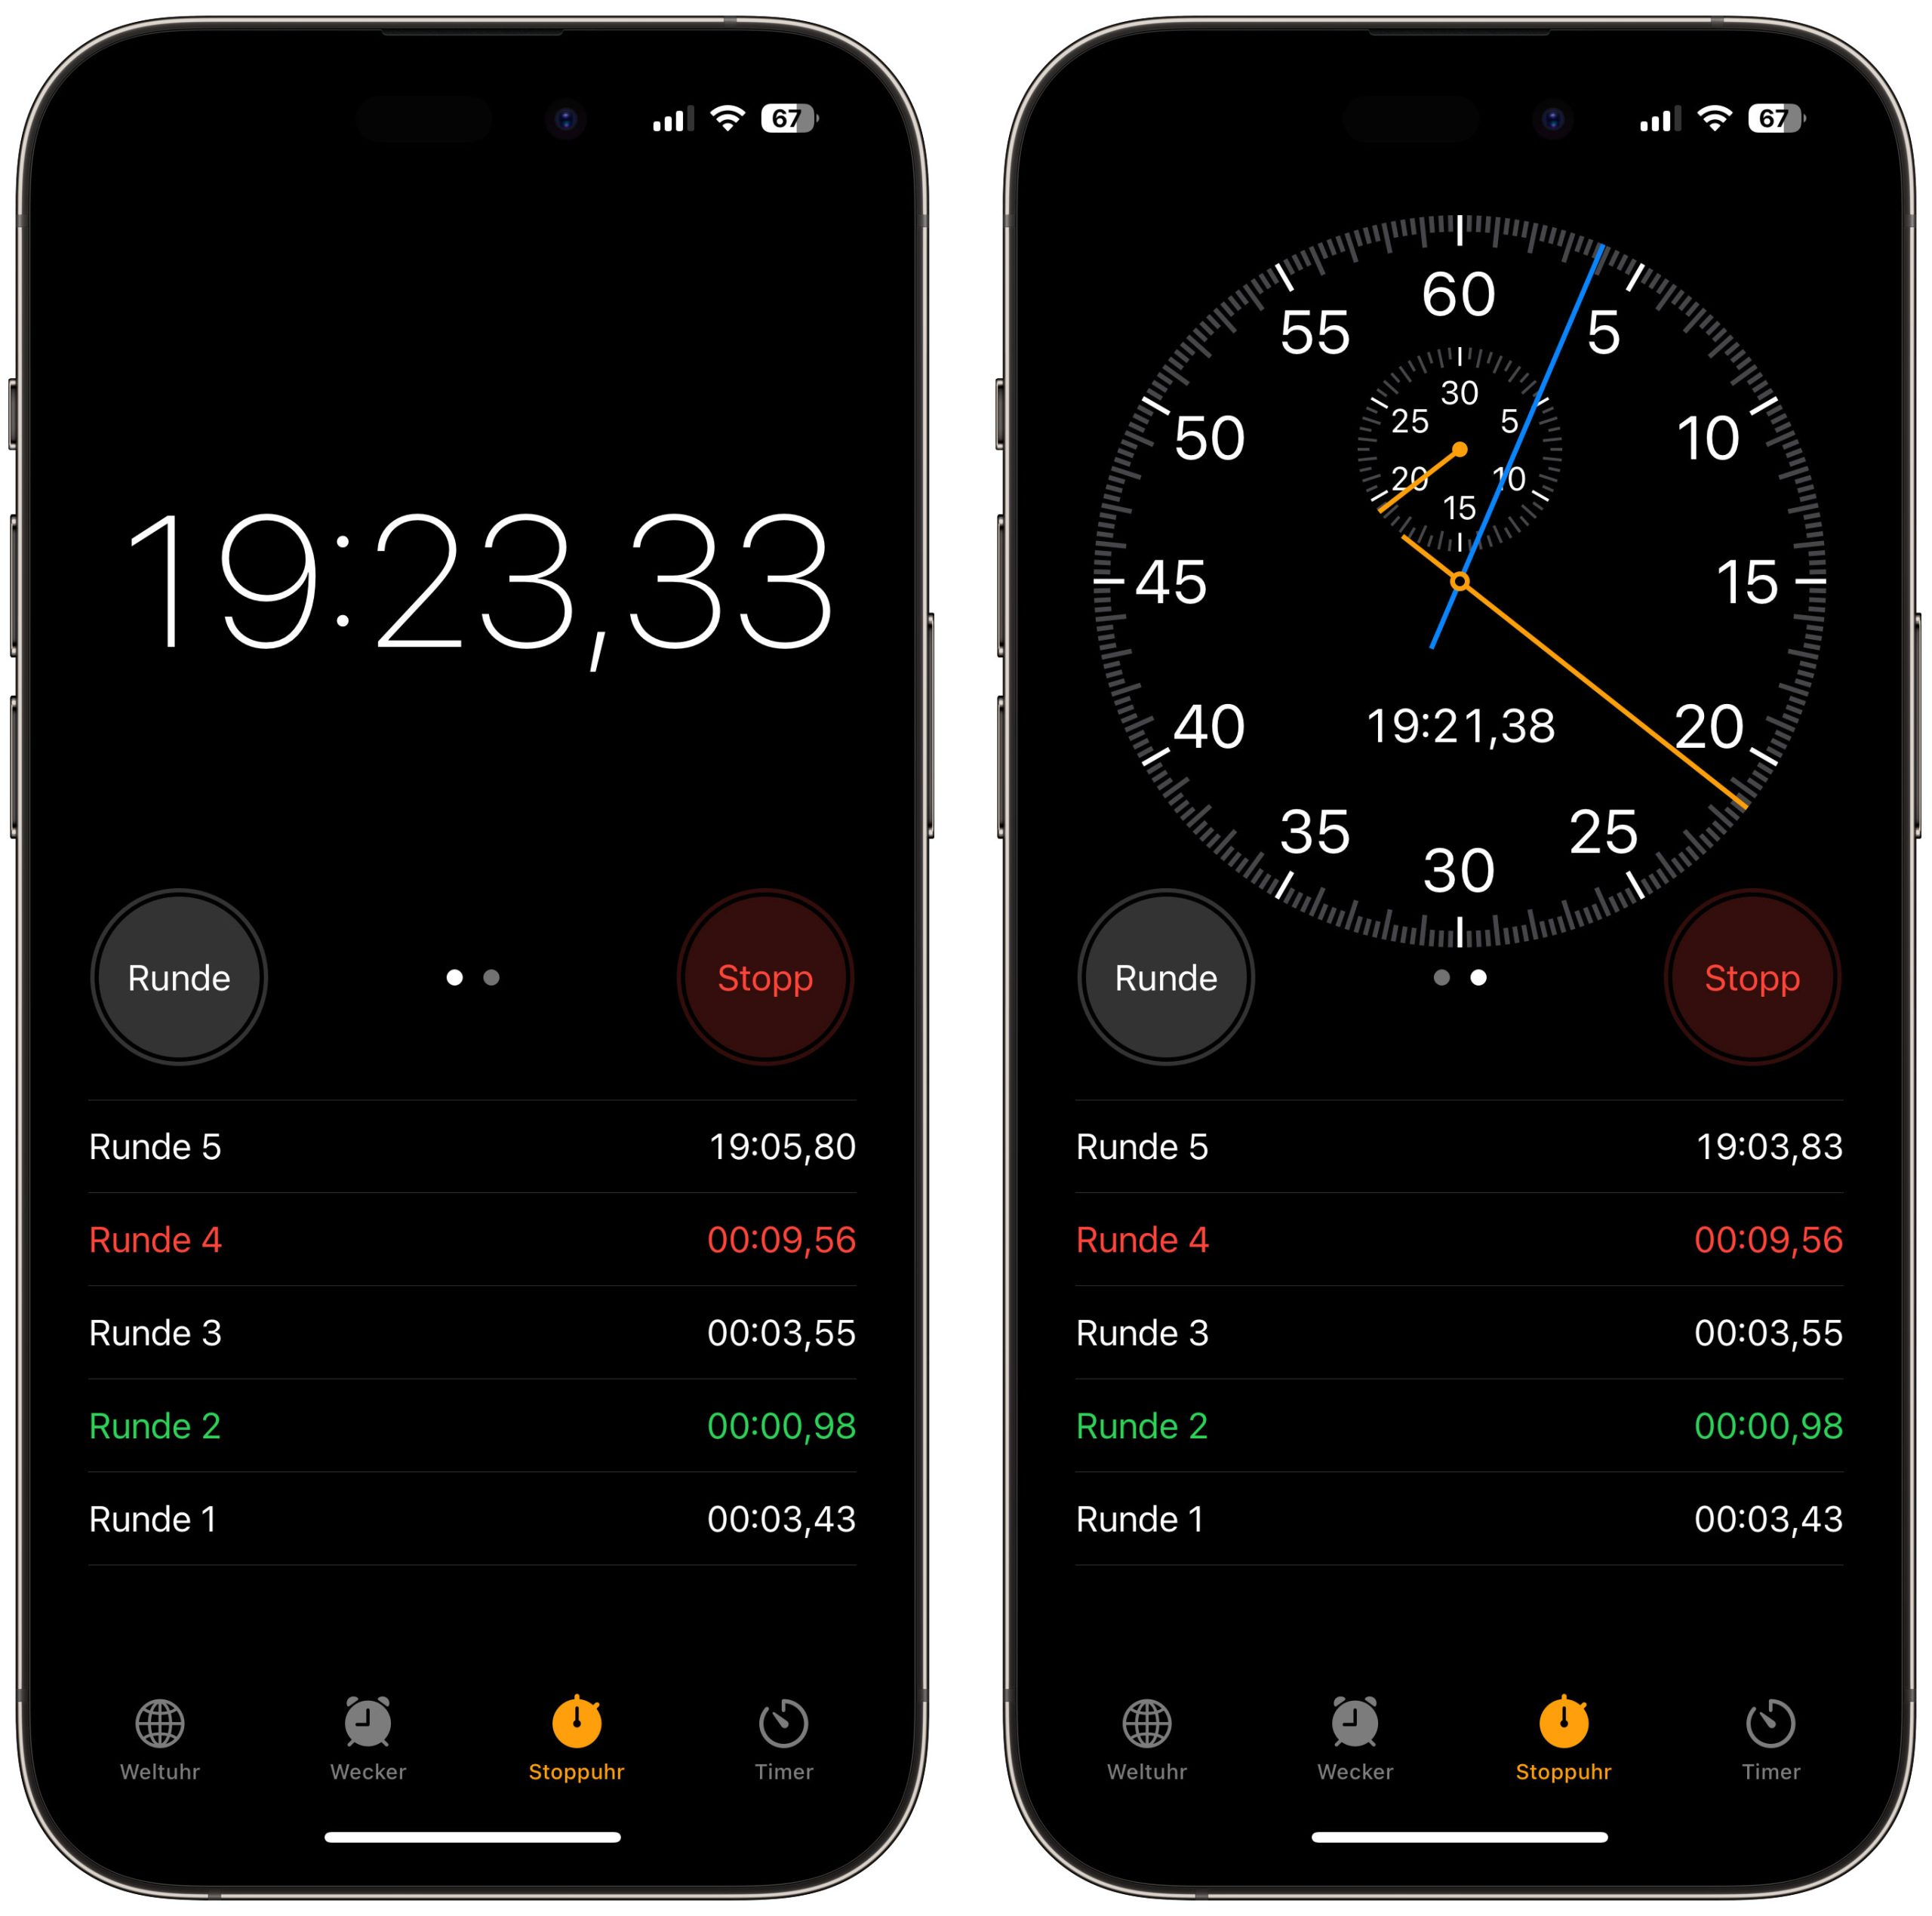 67
19:23,33
Runde
Stopp
Runde 5 19:05,80
Runde 4 00:09,56
Runde 3 00:03,55
Runde 2 00:00,98
Runde 1 00:03,43
Weltuhr Wecker Stoppuhr Timer
67
60
55 5
50 10
45 15
40 20
35 25
30
30
25 5
20 10
15
19:21,38
Runde
Stopp
Runde 5 19:03,83
Runde 4 00:09,56
Runde 3 00:03,55
Runde 2 00:00,98
Runde 1 00:03,43
Weltuhr Wecker Stoppuhr Timer